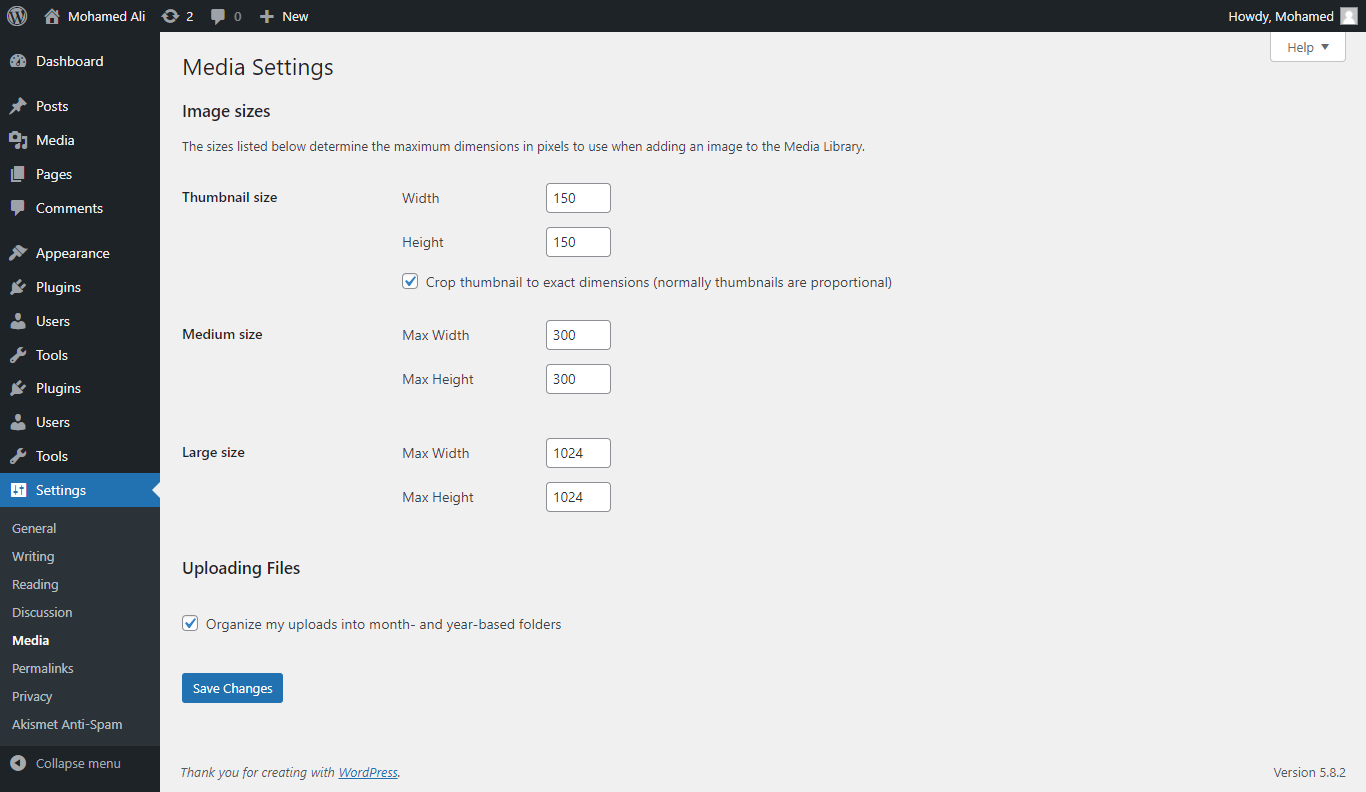 Mohamed Ali 2 0 New Howdy, Mohamed
Help
Dashboard
Posts
Media
Pages
Comments
Appearance
Plugins
Users
Tools
Plugins
Users
Tools
Settings
General
Writing
Reading
Discussion
Media
Permalinks
Privacy
Akismet Anti-Spam
Collapse menu
Media Settings
Image sizes
The sizes listed below determine the maximum dimensions in pixels to use when adding an image to the Media Library.
Thumbnail size Width 150
Height 150
Crop thumbnail to exact dimensions (normally thumbnails are proportional)
Medium size Max Width 300
Max Height 300
Large size Max Width 1024
Max Height 1024
Uploading Files
Organize my uploads into month- and year-based folders
Save Changes
Thank you for creating with WordPress. Version 5.8.2